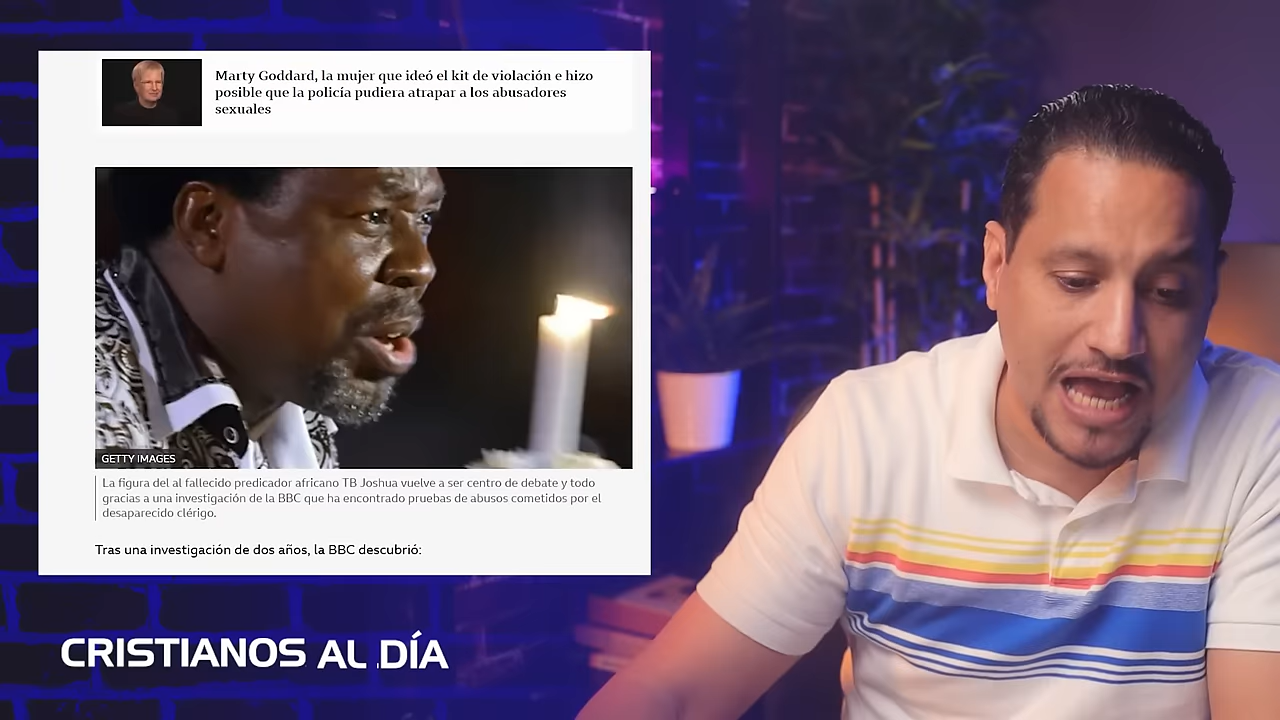 Marty Goddard, la mujer que ideó el kit de violación e hizo
posible que la policía pudiera atrapar a los abusadores
sexuales
GETTY IMAGES
La figura del al fallecido predicador africano TB Joshua vuelve a ser centro de debate y todo
gracias a una investigación de la BBC que ha encontrado pruebas de abusos cometidos por el
desaparecido clérigo.
Tras una investigación de dos años, la BBC descubrió:
CRISTIANOS AL DÍA